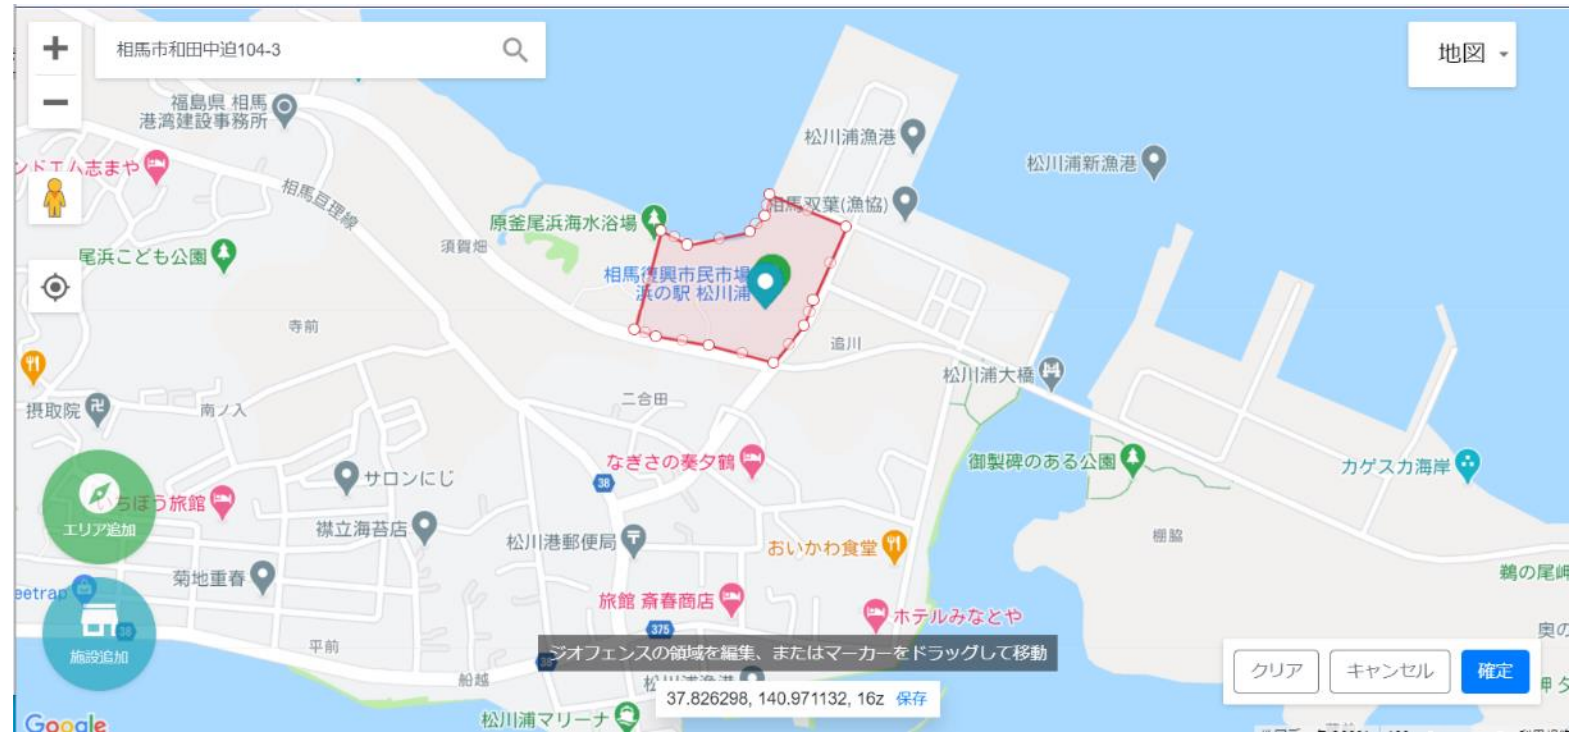 相馬市和田中迫104-3
地図
福島県 相馬
港湾建設事務所
ンドエム志まや
相馬亘理線
松川浦漁港
松川浦新漁港
相馬双葉(漁協)
原釜尾浜海水浴場
須賀畑
尾浜こども公園
相馬復興市民市場
浜の駅 松川浦
寺前
追川
松川浦大橋
二合田
摂取院
南ノ入
なぎさの奏夕鶴
御製碑のある公園
カゲスカ海岸
サロンにじ
38
いちぼう旅館
エリア追加
襟立海苔店
松川港郵便局
おいかわ食堂
棚脇
鵜の尾岬
菊地重春
eetrap
旅館 斎春商店
ホテルみなとや
38
375
奥の
施設追加
平前
38
ジオフェンスの領域を編集、またはマーカーをドラッグして移動
クリア
キャンセル
確定
船越
37.826298, 140.971132, 16z 保存
松川浦マリーナ
Google